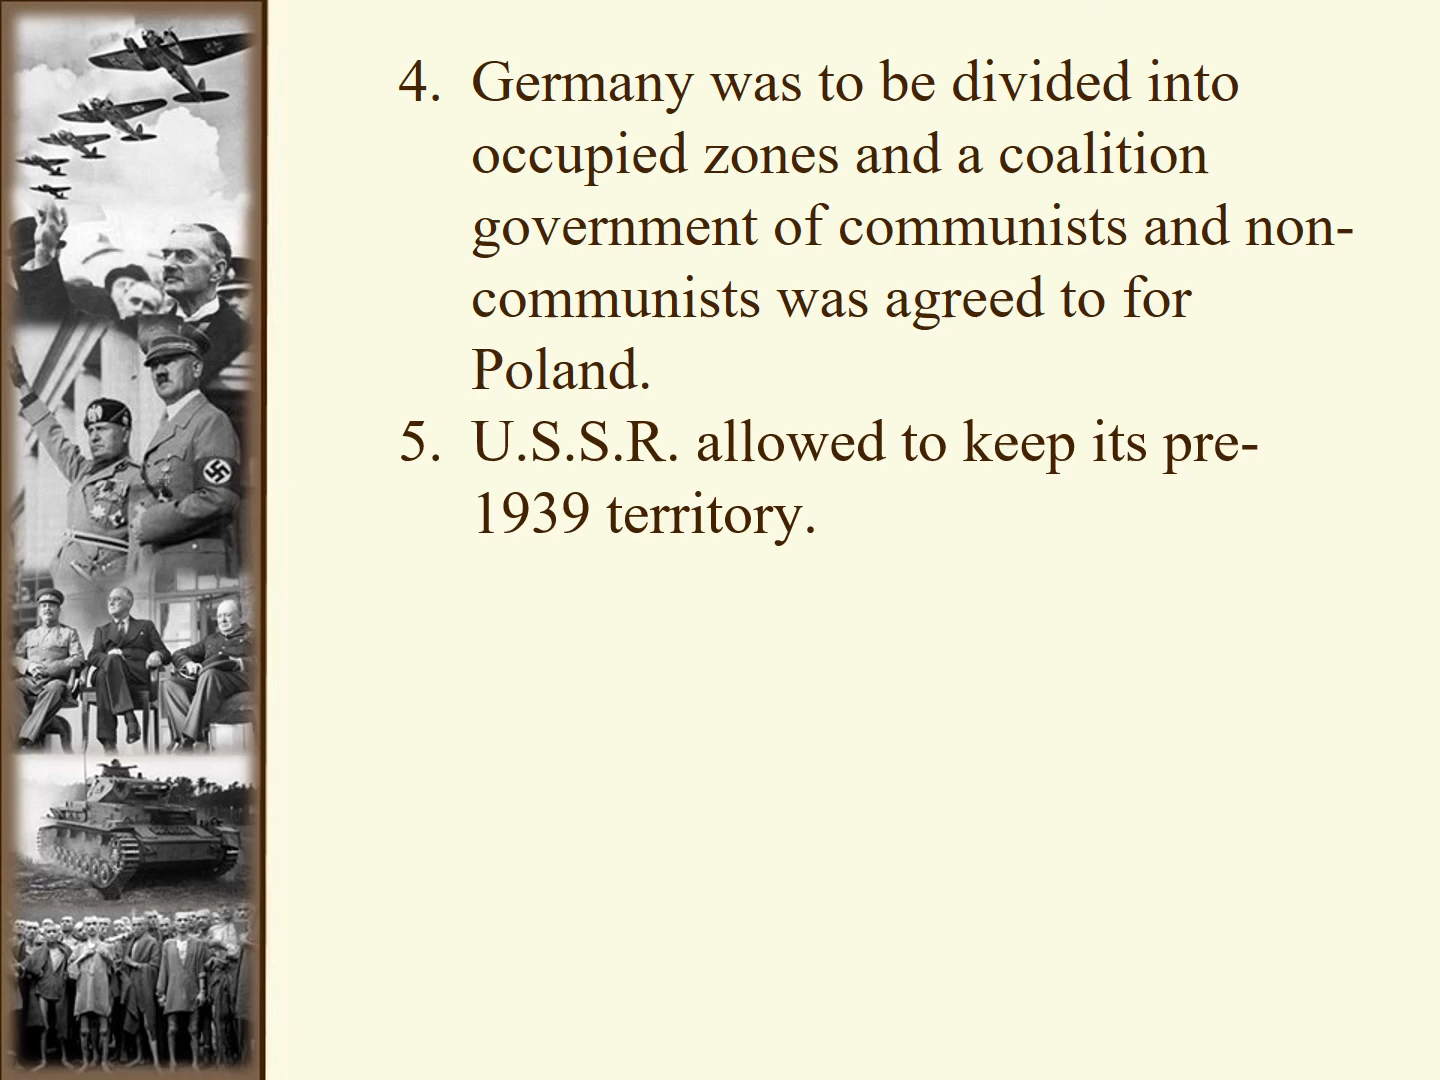 4. Germany was to be divided into
occupied zones and a coalition
government of communists and non-
communists was agreed to for
Poland.
5. U.S.S.R. allowed to keep its pre-
1939 territory.